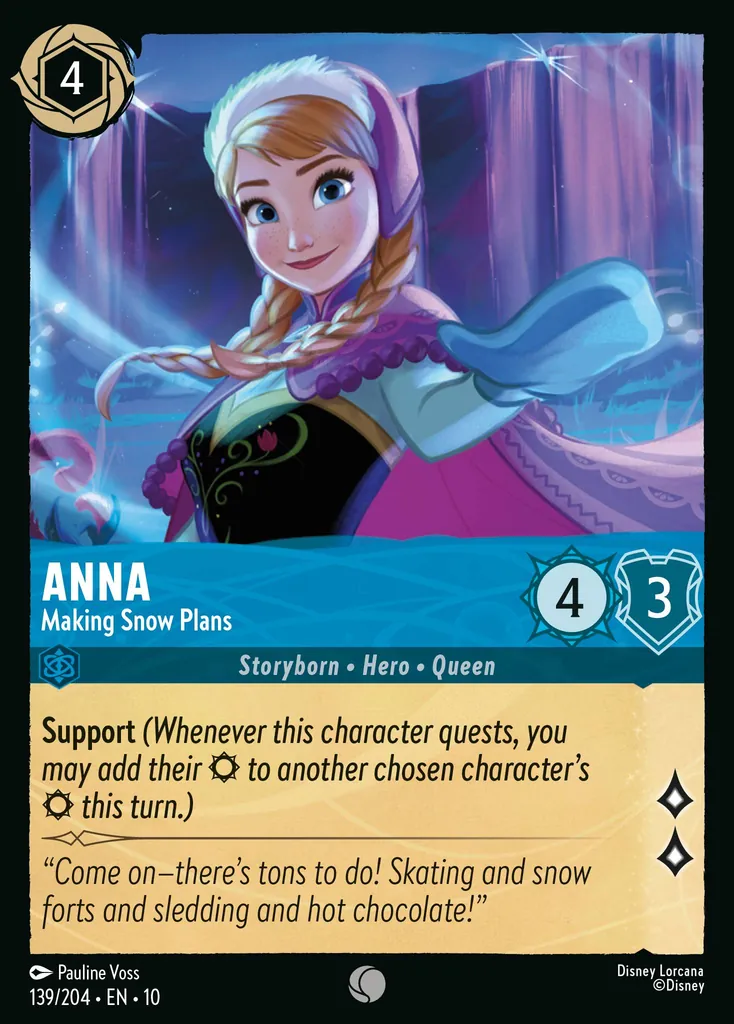 4
ANNA
Making Snow Plans
4
3
Storyborn • Hero • Queen
Support (Whenever this character quests, you
may add their to another chosen character's
this turn.)
“Come on–there's tons to do! Skating and snow
forts and sledding and hot chocolate!”
Pauline Voss
139/204 • EN • 10
Disney Lorcana
©Disney